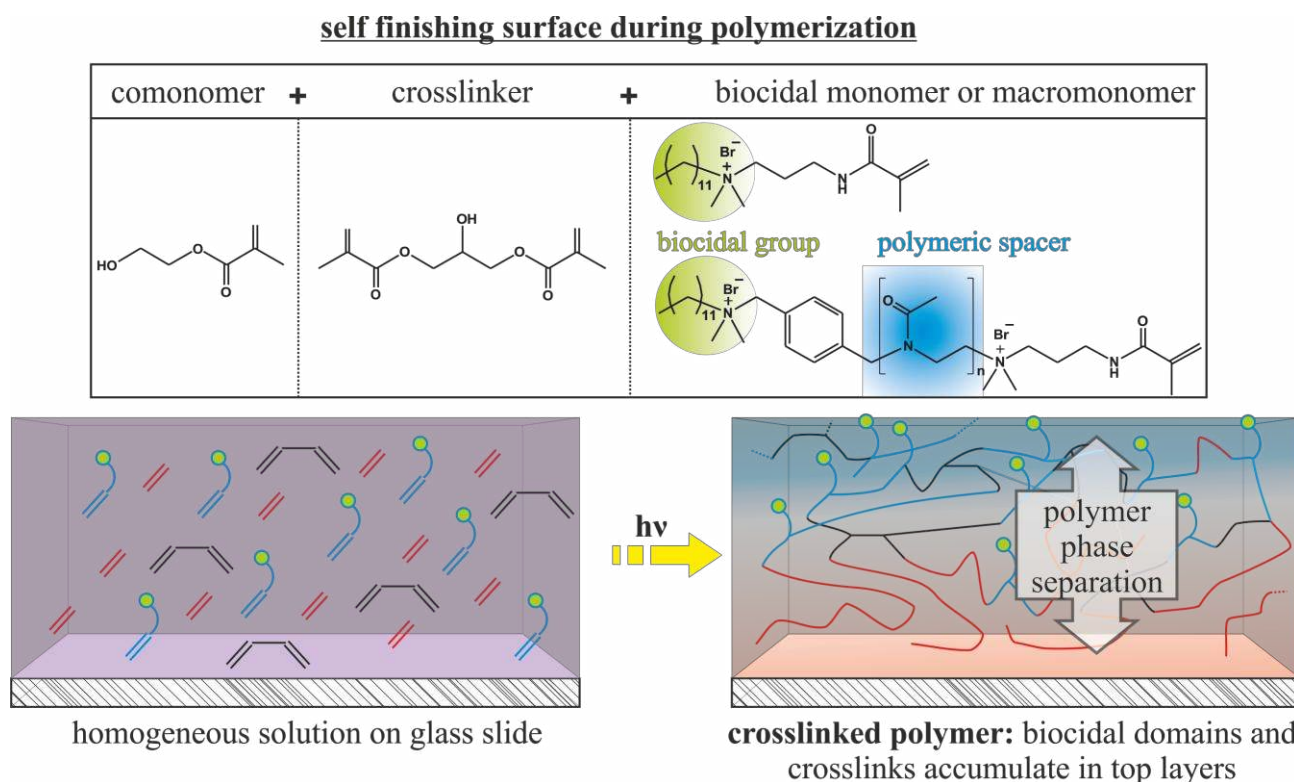 self finishing surface during polymerization
comonomer + crosslinker + biocidal monomer or macromonomer
HO
O
O
O
O
OH
O
O
11
N
+
Br−
N
H
O
biocidal group
polymeric spacer
11
N
+
Br−
O
N
n
Br−
+
N
N
H
O
hν
polymer
phase
separation
homogeneous solution on glass slide
crosslinked polymer: biocidal domains and
crosslinks accumulate in top layers